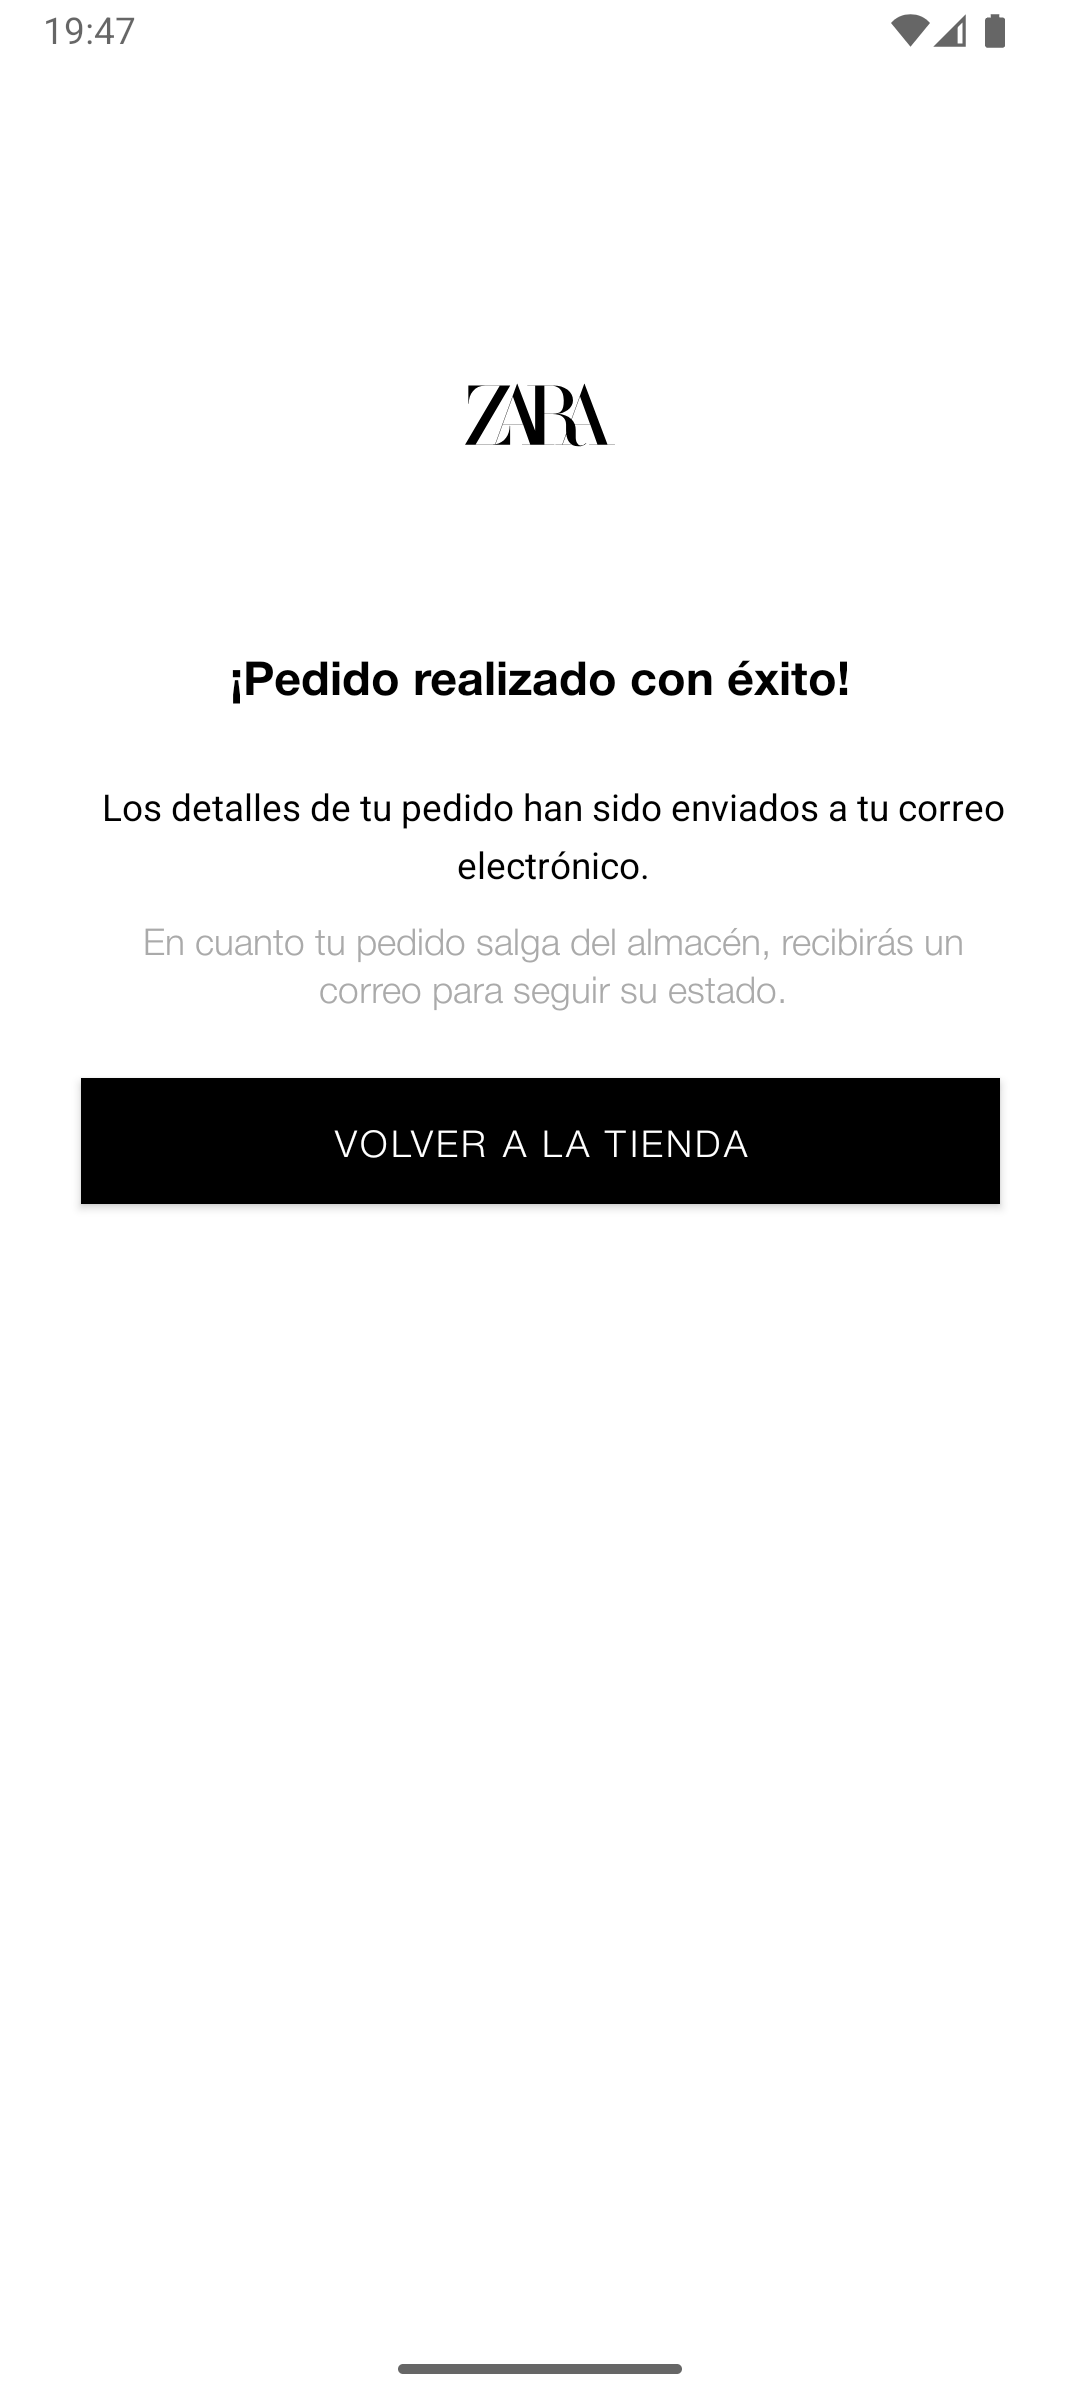 19:47
ZARA
¡Pedido realizado con éxito!
Los detalles de tu pedido han sido enviados a tu correo
electrónico.
En cuanto tu pedido salga del almacén, recibirás un
correo para seguir su estado.
VOLVER A LA TIENDA